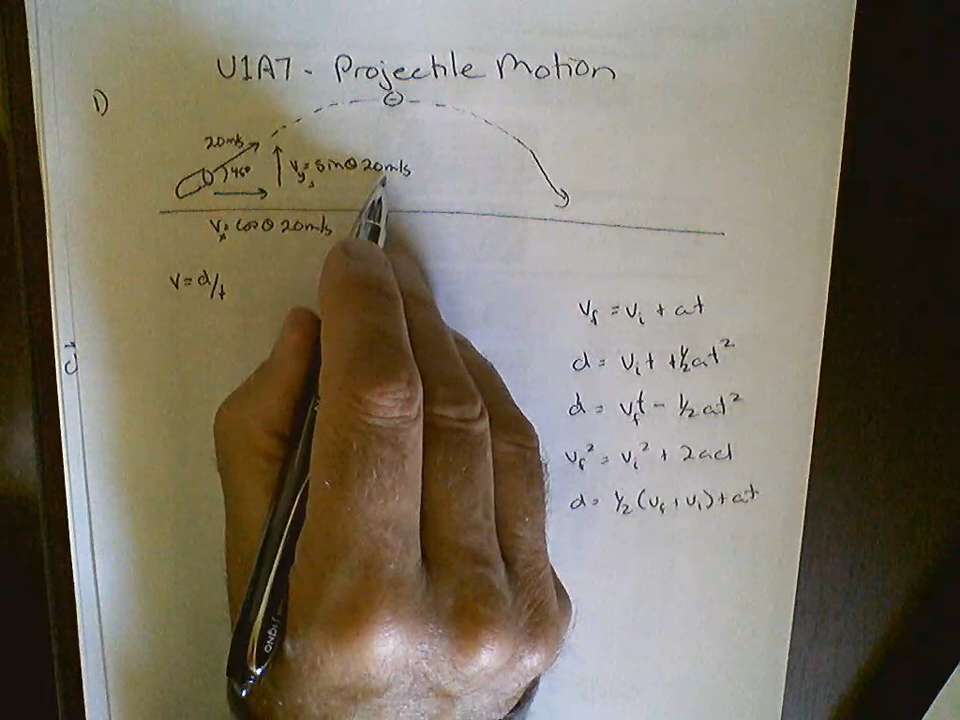 U1A7 - Projectile Motion
1)
20m/s
45°
Vy = sinθ 20m/s
Vx = cosθ 20m/s
V = d/t
Vf = Vi + at
d = Vit + ½at²
d = Vft - ½at²
Vf² = Vi² + 2ad
d = ½(Vf + Vi) + at